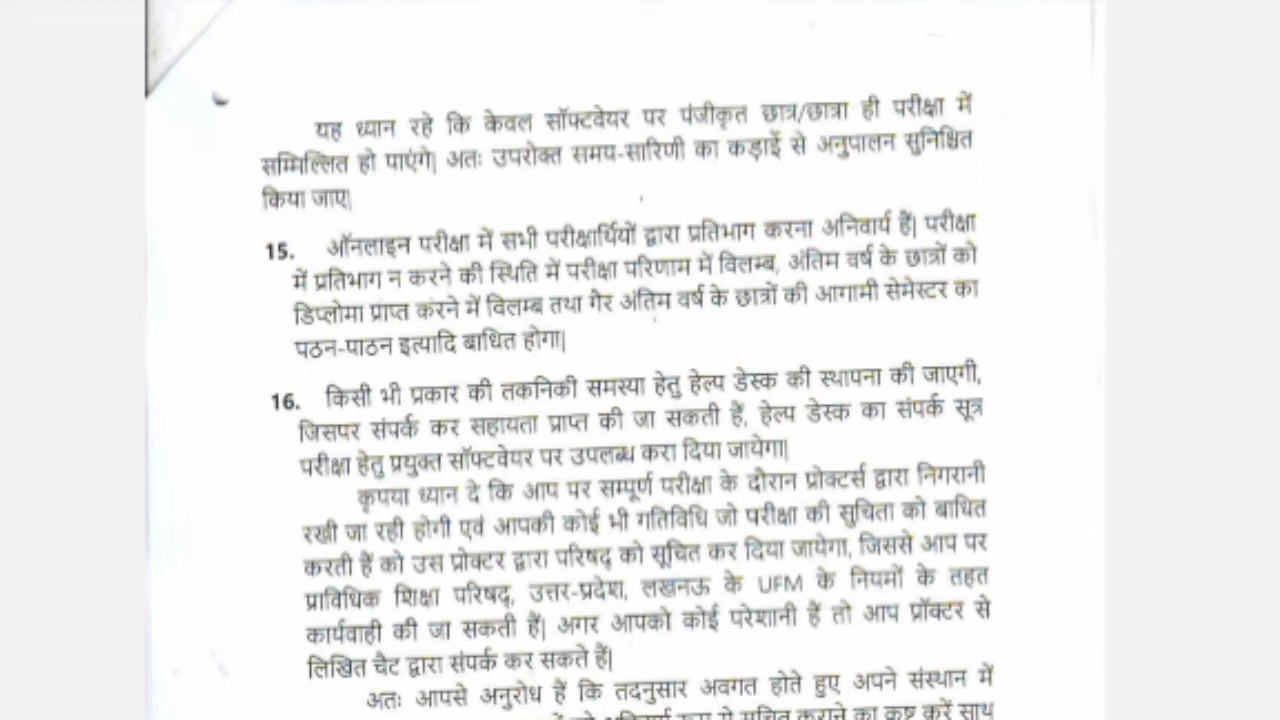 यह ध्यान रहे कि केवल सॉफ्टवेयर पर पंजीकृत छात्र/छात्रा ही परीक्षा में
सम्मिल्लित हो पाएंगे| अतः उपरोक्त समय-सारिणी का कड़ाई से अनुपालन सुनिश्चित
किया जाए|
15. ऑनलाइन परीक्षा में सभी परीक्षार्थियों द्वारा प्रतिभाग करना अनिवार्य हैं| परीक्षा
में प्रतिभाग न करने की स्थिति में परीक्षा परिणाम में विलम्ब, अंतिम वर्ष के छात्रों को
डिप्लोमा प्राप्त करने में विलम्ब तथा गैर अंतिम वर्ष के छात्रों की आगामी सेमेस्टर का
पठन-पाठन इत्यादि बाधित होगा|
16. किसी भी प्रकार की तकनिकी समस्या हेतु हेल्प डेस्क की स्थापना की जाएगी,
जिसपर संपर्क कर सहायता प्राप्त की जा सकती हैं, हेल्प डेस्क का संपर्क सूत्र
परीक्षा हेतु प्रयुक्त सॉफ्टवेयर पर उपलब्ध करा दिया जायेगा|
कृपया ध्यान दे कि आप पर सम्पूर्ण परीक्षा के दौरान प्रोक्टर्स द्वारा निगरानी
रखी जा रही होगी एवं आपकी कोई भी गतिविधि जो परीक्षा की सुचिता को बाधित
करती हैं को उस प्रोक्टर द्वारा परिषद् को सूचित कर दिया जायेगा, जिससे आप पर
प्राविधिक शिक्षा परिषद्, उत्तर-प्रदेश, लखनऊ के UFM के नियमों के तहत
कार्यवाही की जा सकती हैं| अगर आपको कोई परेशानी हैं तो आप प्रॉक्टर से
लिखित चैट द्वारा संपर्क कर सकते हैं|
अतः आपसे अनुरोध हैं कि तदनुसार अवगत होते हुए अपने संस्थान में
सूचित कराने का कष्ट करें साथ